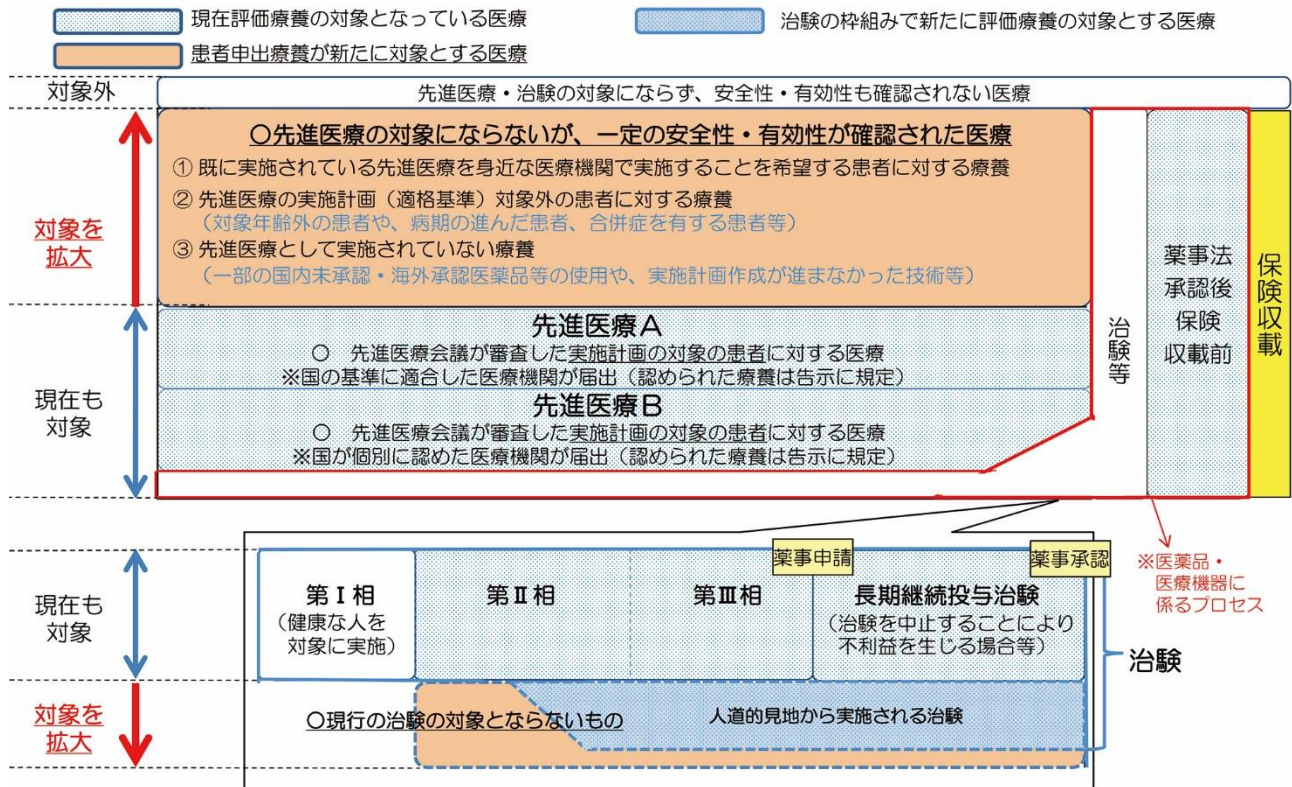 現在評価療養の対象となっている医療
治験の枠組みで新たに評価療養の対象とする医療
患者申出療養が新たに対象とする医療
対象外
先進医療・治験の対象にならず、安全性・有効性も確認されない医療
対象を
拡大
〇先進医療の対象にならないが、一定の安全性・有効性が確認された医療
① 既に実施されている先進医療を身近な医療機関で実施することを希望する患者に対する療養
② 先進医療の実施計画（適格基準）対象外の患者に対する療養
（対象年齢外の患者や、病期の進んだ患者、合併症を有する患者等）
③ 先進医療として実施されていない療養
（一部の国内未承認・海外承認医薬品等の使用や、実施計画作成が進まなかった技術等）
現在も
対象
先進医療A
〇　先進医療会議が審査した実施計画の対象の患者に対する医療
※国の基準に適合した医療機関が届出（認められた療養は告示に規定）
先進医療B
〇　先進医療会議が審査した実施計画の対象の患者に対する医療
※国が個別に認めた医療機関が届出（認められた療養は告示に規定）
治験等
薬事法
承認後
保険
収載前
保険収載
※医薬品・
医療機器に
係るプロセス
現在も
対象
第Ⅰ相
（健康な人を
対象に実施）
第Ⅱ相
第Ⅲ相
薬事申請
長期継続投与治験
（治験を中止することにより
不利益を生じる場合等）
薬事承認
治験
対象を
拡大
〇現行の治験の対象とならないもの
人道的見地から実施される治験